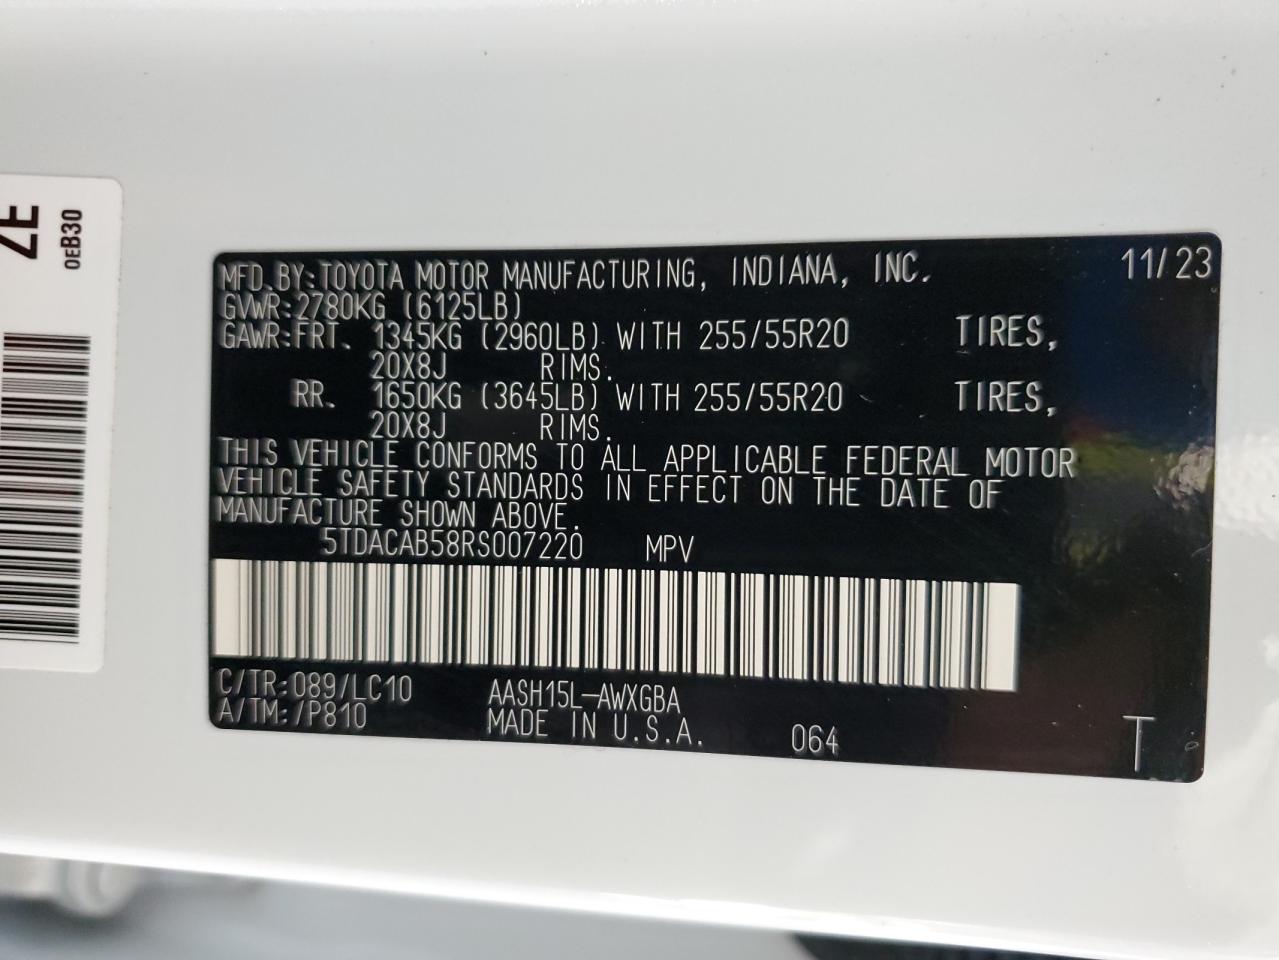 MFD.BY:TOYOTA MOTOR MANUFACTURING, INDIANA, INC. 11/23
GVWR:2780KG (6125LB)
GAWR:FRT. 1345KG (2960LB) WITH 255/55R20 TIRES,
20X8J RIMS.
RR. 1650KG (3645LB) WITH 255/55R20 TIRES,
20X8J RIMS.
THIS VEHICLE CONFORMS TO ALL APPLICABLE FEDERAL MOTOR
VEHICLE SAFETY STANDARDS IN EFFECT ON THE DATE OF
MANUFACTURE SHOWN ABOVE.
5TDACAB58RS007220 MPV
C/TR:089/LC10 AASH15L-AWXGBA
A/TM:/P810 MADE IN U.S.A. 064 T
ZE
0EB30